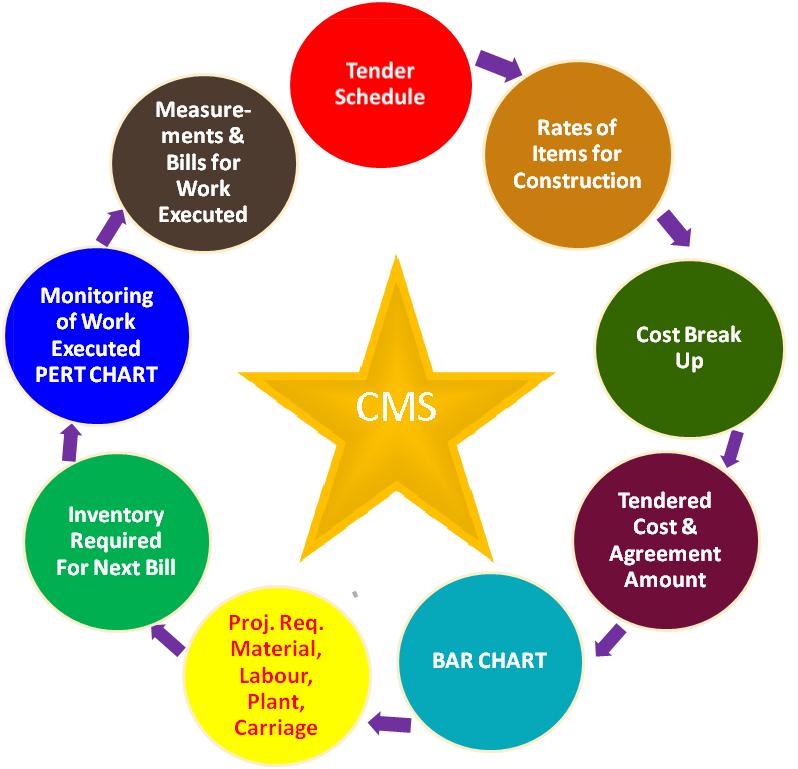 Tender
Schedule
Rates of
Items for
Construction
Cost Break
Up
Tendered
Cost &
Agreement
Amount
BAR CHART
Proj. Req.
Material,
Labour,
Plant,
Carriage
Inventory
Required
For Next Bill
Monitoring
of Work
Executed
PERT CHART
Measure-
ments &
Bills for
Work
Executed
CMS